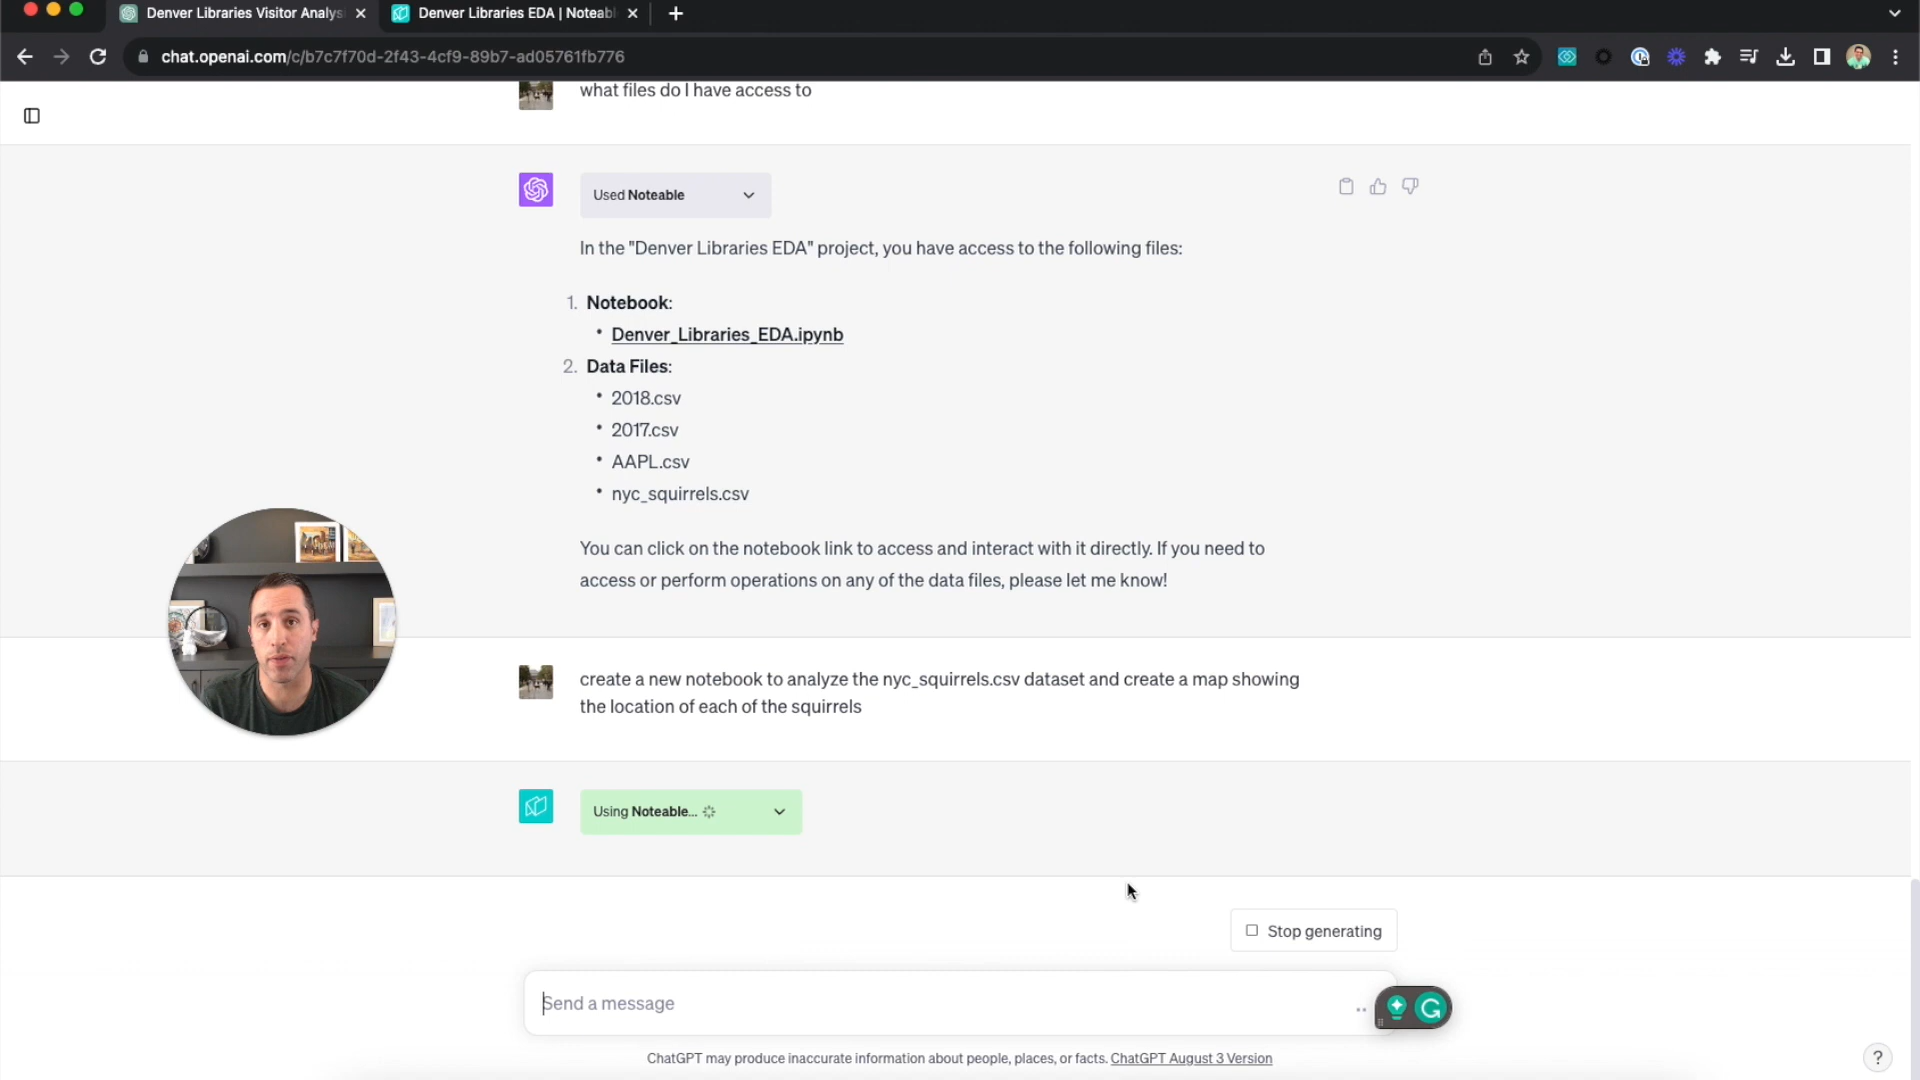 Denver Libraries Visitor Analysi
Denver Libraries EDA | Noteabl
chat.openai.com/c/b7c7f70d-2f43-4cf9-89b7-ad05761fb776
what files do I have access to
Used Noteable
In the "Denver Libraries EDA" project, you have access to the following files:
1. Notebook:
• Denver_Libraries_EDA.ipynb
2. Data Files:
• 2018.csv
• 2017.csv
• AAPL.csv
• nyc_squirrels.csv
You can click on the notebook link to access and interact with it directly. If you need to
access or perform operations on any of the data files, please let me know!
create a new notebook to analyze the nyc_squirrels.csv dataset and create a map showing
the location of each of the squirrels
Using Noteable...
Stop generating
Send a message
ChatGPT may produce inaccurate information about people, places, or facts. ChatGPT August 3 Version
?